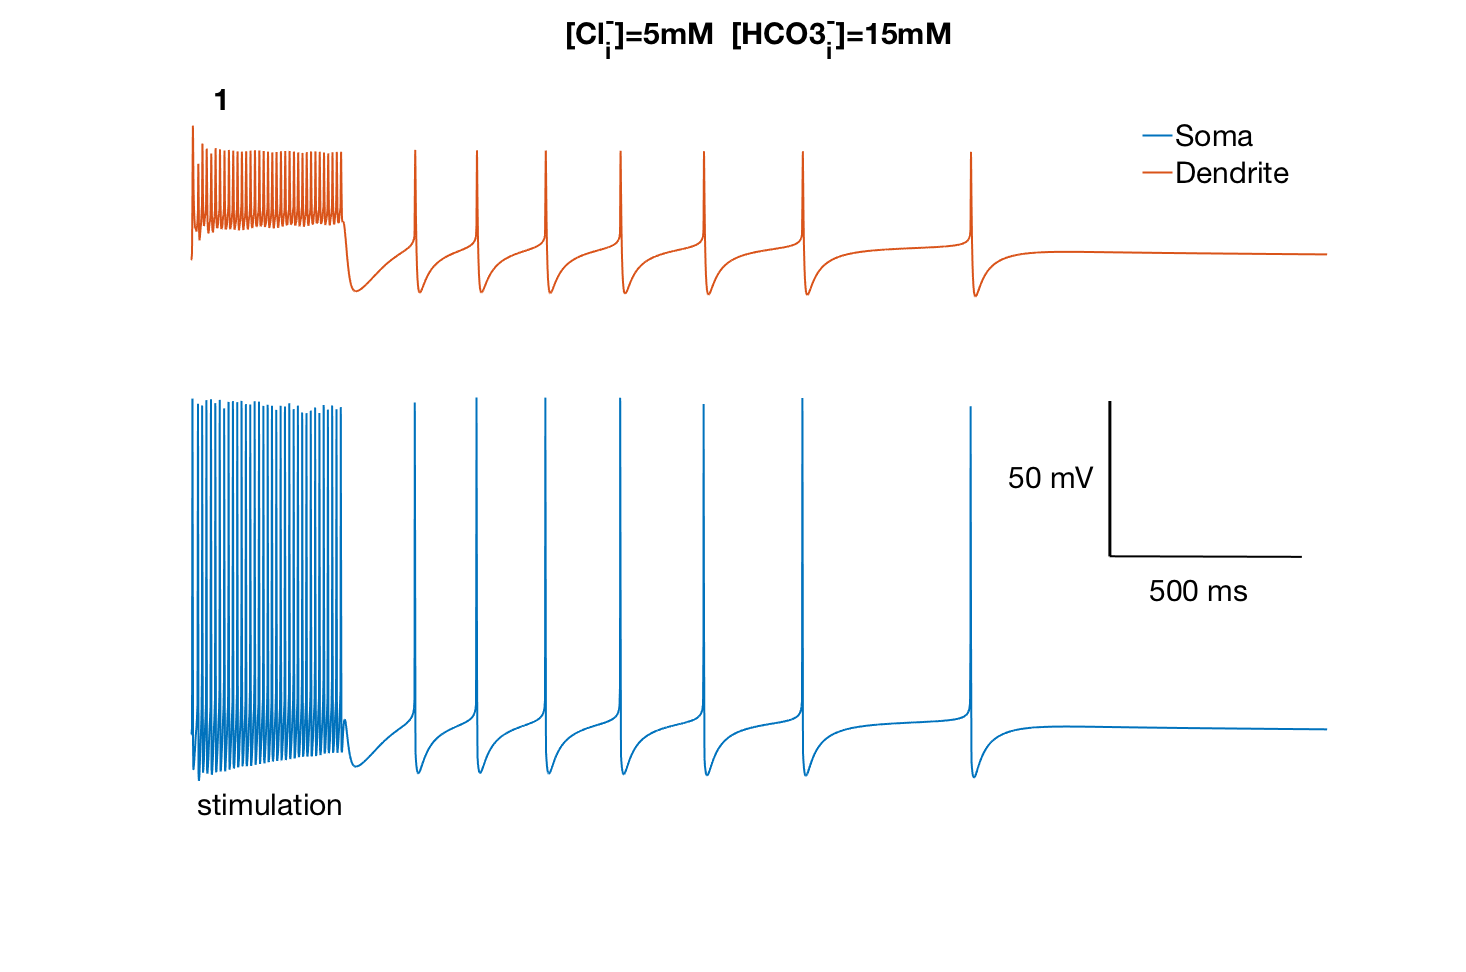 [Cl⁻ᵢ]=5mM [HCO3⁻ᵢ]=15mM
1
Soma
Dendrite
50 mV
500 ms
stimulation